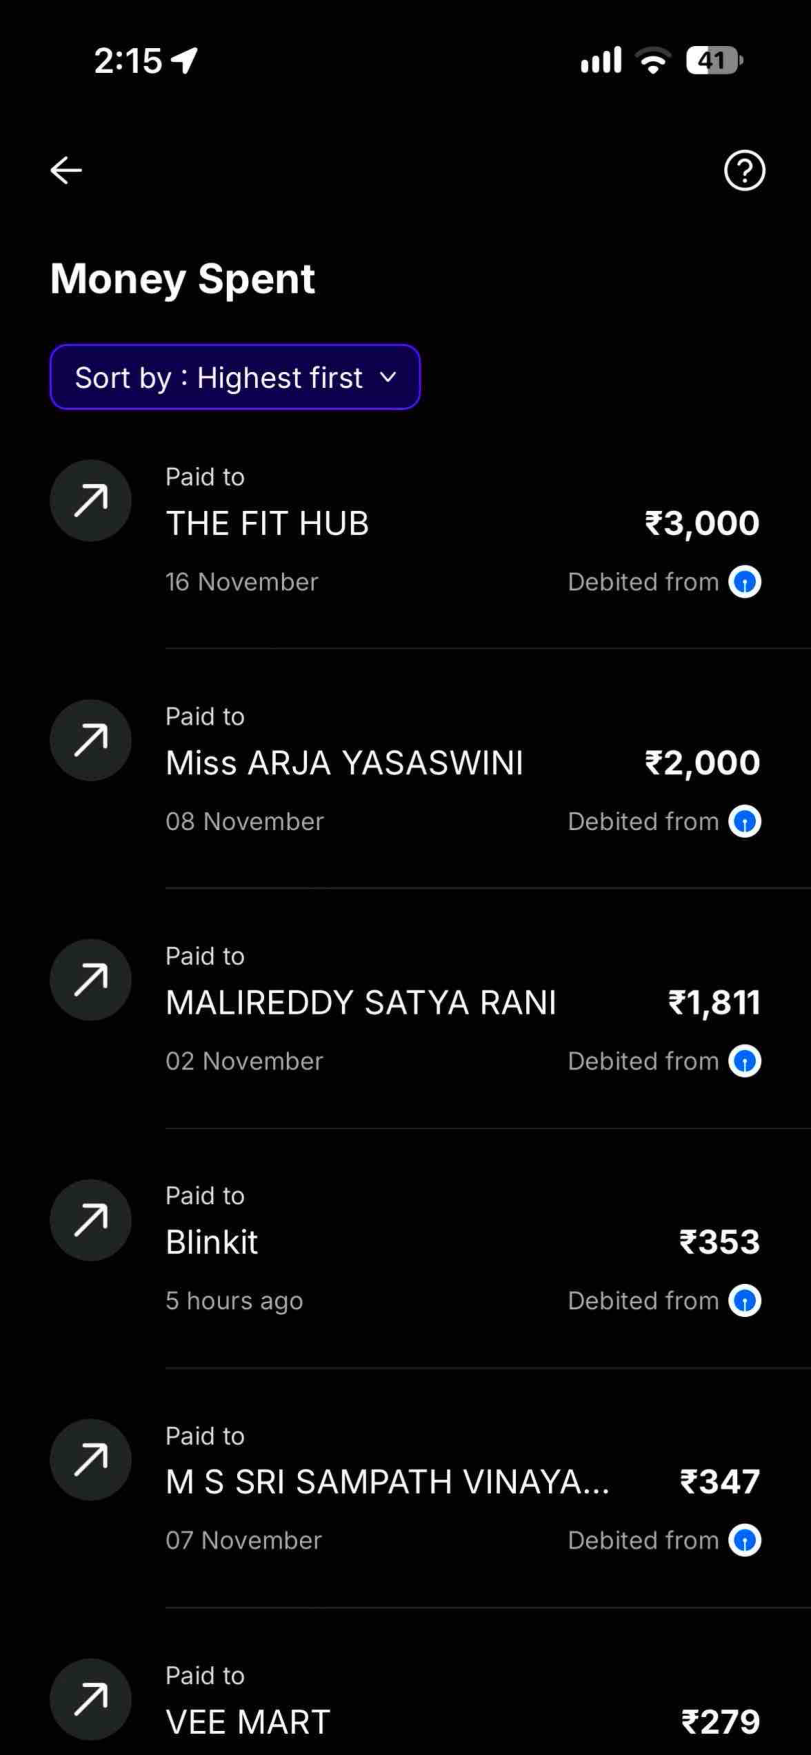 2:15
41
Money Spent
Sort by : Highest first
Paid to
THE FIT HUB ₹3,000
16 November Debited from
Paid to
Miss ARJA YASASWINI ₹2,000
08 November Debited from
Paid to
MALIREDDY SATYA RANI ₹1,811
02 November Debited from
Paid to
Blinkit ₹353
5 hours ago Debited from
Paid to
M S SRI SAMPATH VINAYA... ₹347
07 November Debited from
Paid to
VEE MART ₹279